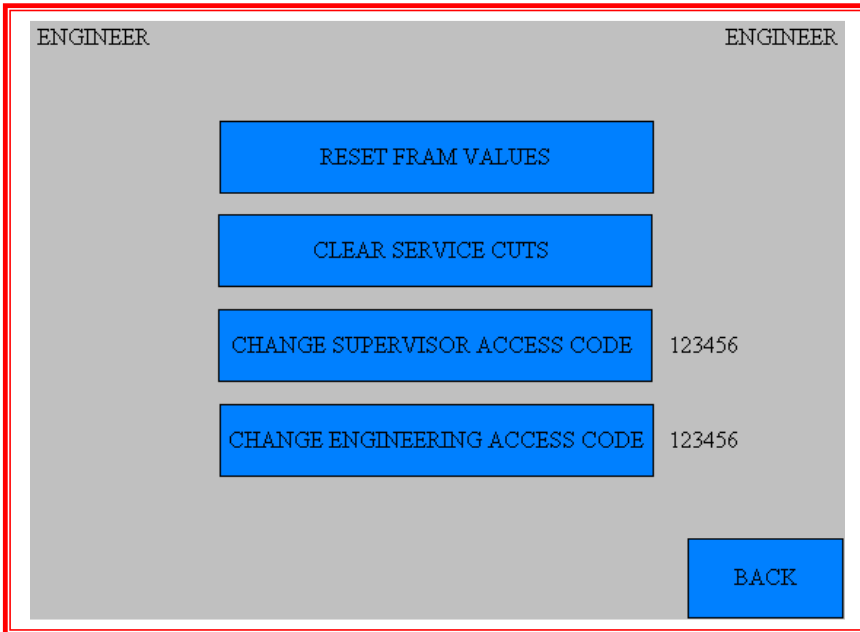 ENGINEER ENGINEER
RESET FRAM VALUES
CLEAR SERVICE CUTS
CHANGE SUPERVISOR ACCESS CODE 123456
CHANGE ENGINEERING ACCESS CODE 123456
BACK